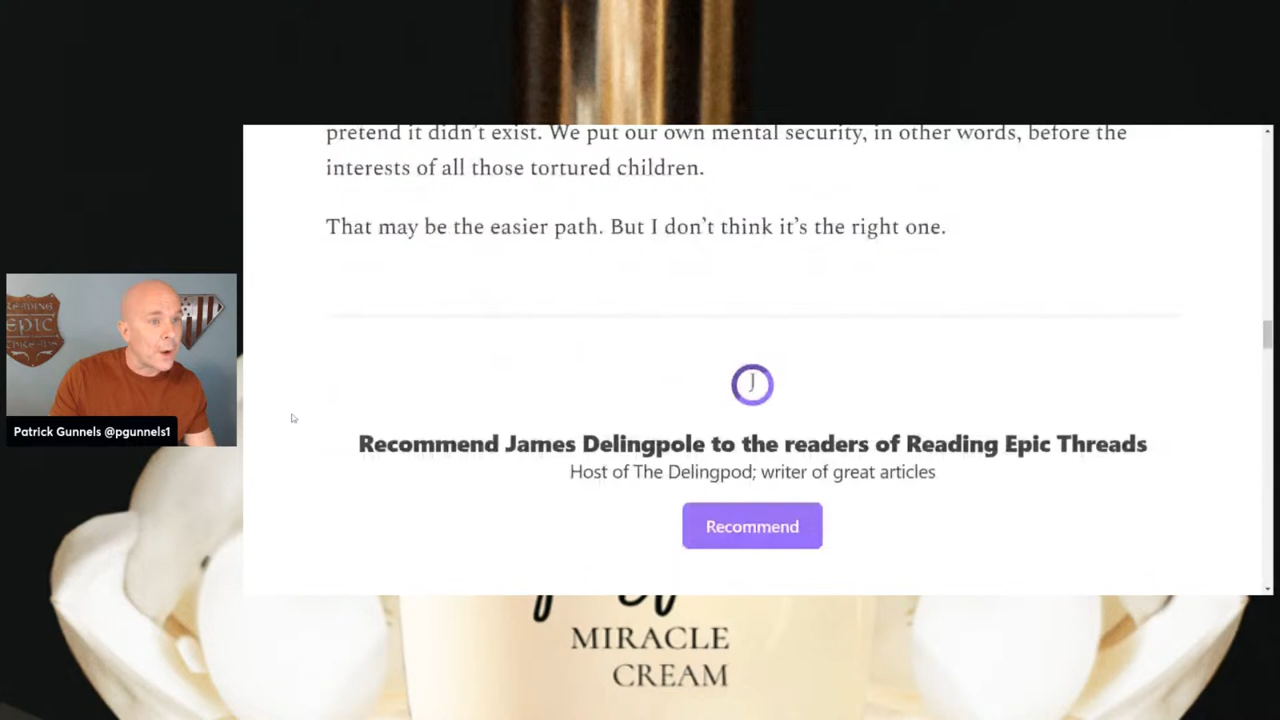 pretend it didn't exist. We put our own mental security, in other words, before the
interests of all those tortured children.
That may be the easier path. But I don't think it's the right one.
EPIC
Patrick Gunnels @pgunnels1
J
Recommend James Delingpole to the readers of Reading Epic Threads
Host of The Delingpod; writer of great articles
Recommend
MIRACLE
CREAM